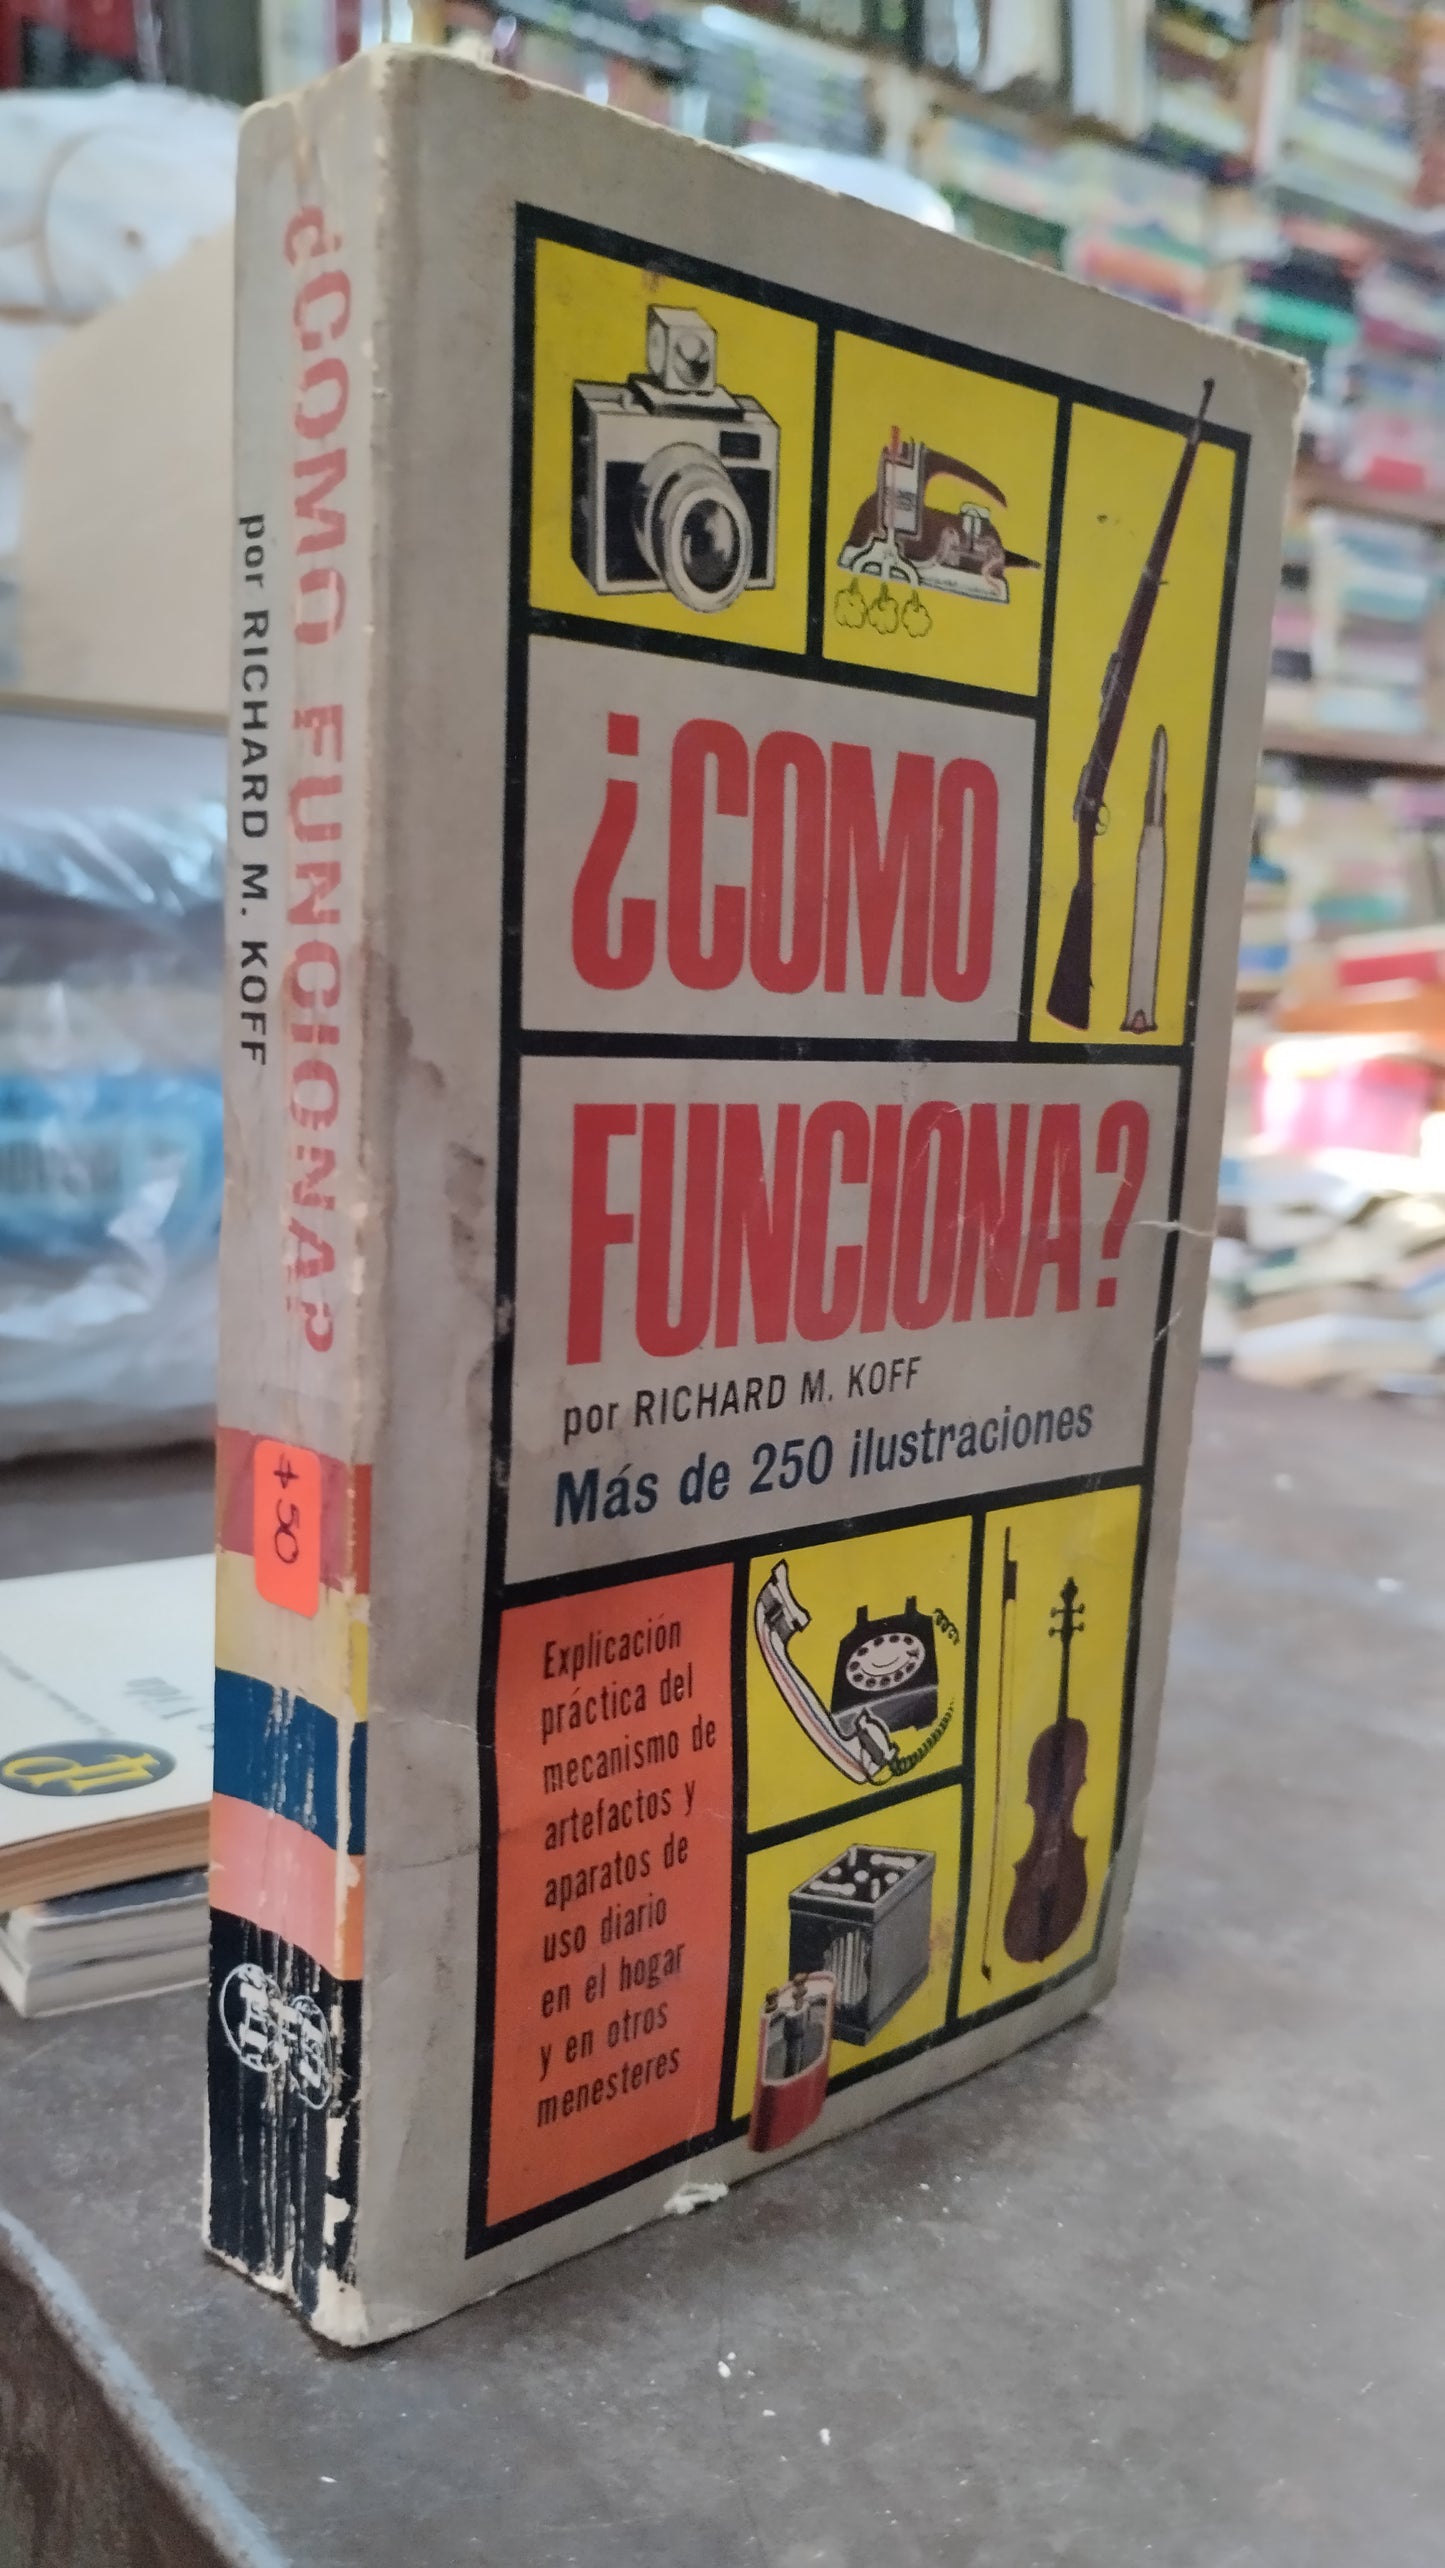 ¿COMO FUNCIONA?
por RICHARD M. KOFF
50
¿COMO
FUNCIONA?
por RICHARD M. KOFF
Más de 250 ilustraciones
Explicación
práctica del
mecanismo de
artefactos y
aparatos de
uso diario
en el hogar
y en otros
menesteres